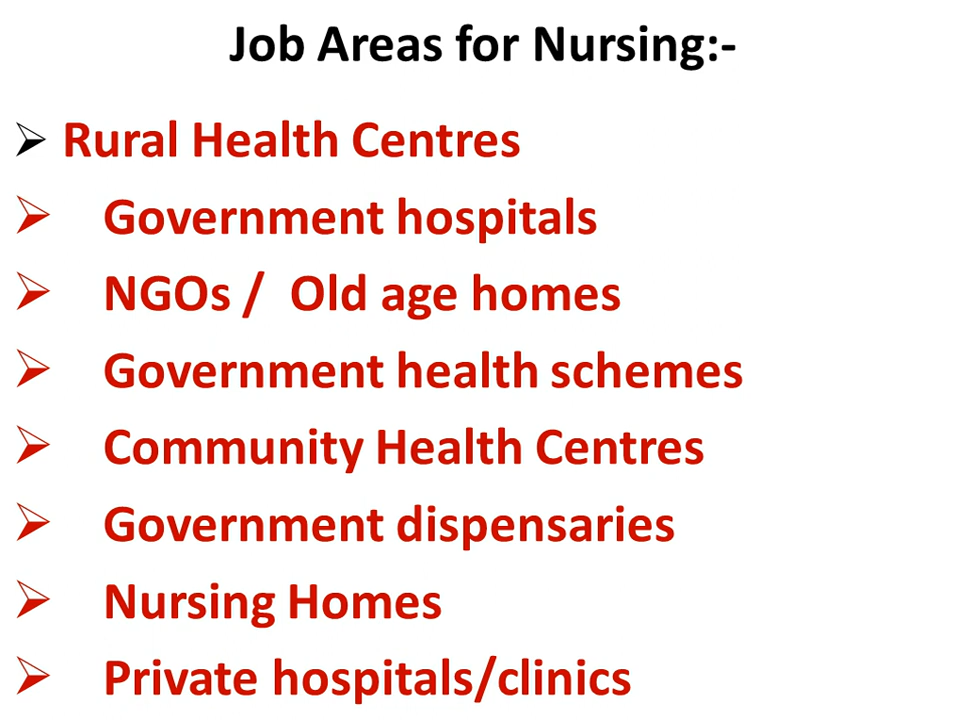 Job Areas for Nursing:-
➢ Rural Health Centres
➢ Government hospitals
➢ NGOs / Old age homes
➢ Government health schemes
➢ Community Health Centres
➢ Government dispensaries
➢ Nursing Homes
➢ Private hospitals/clinics